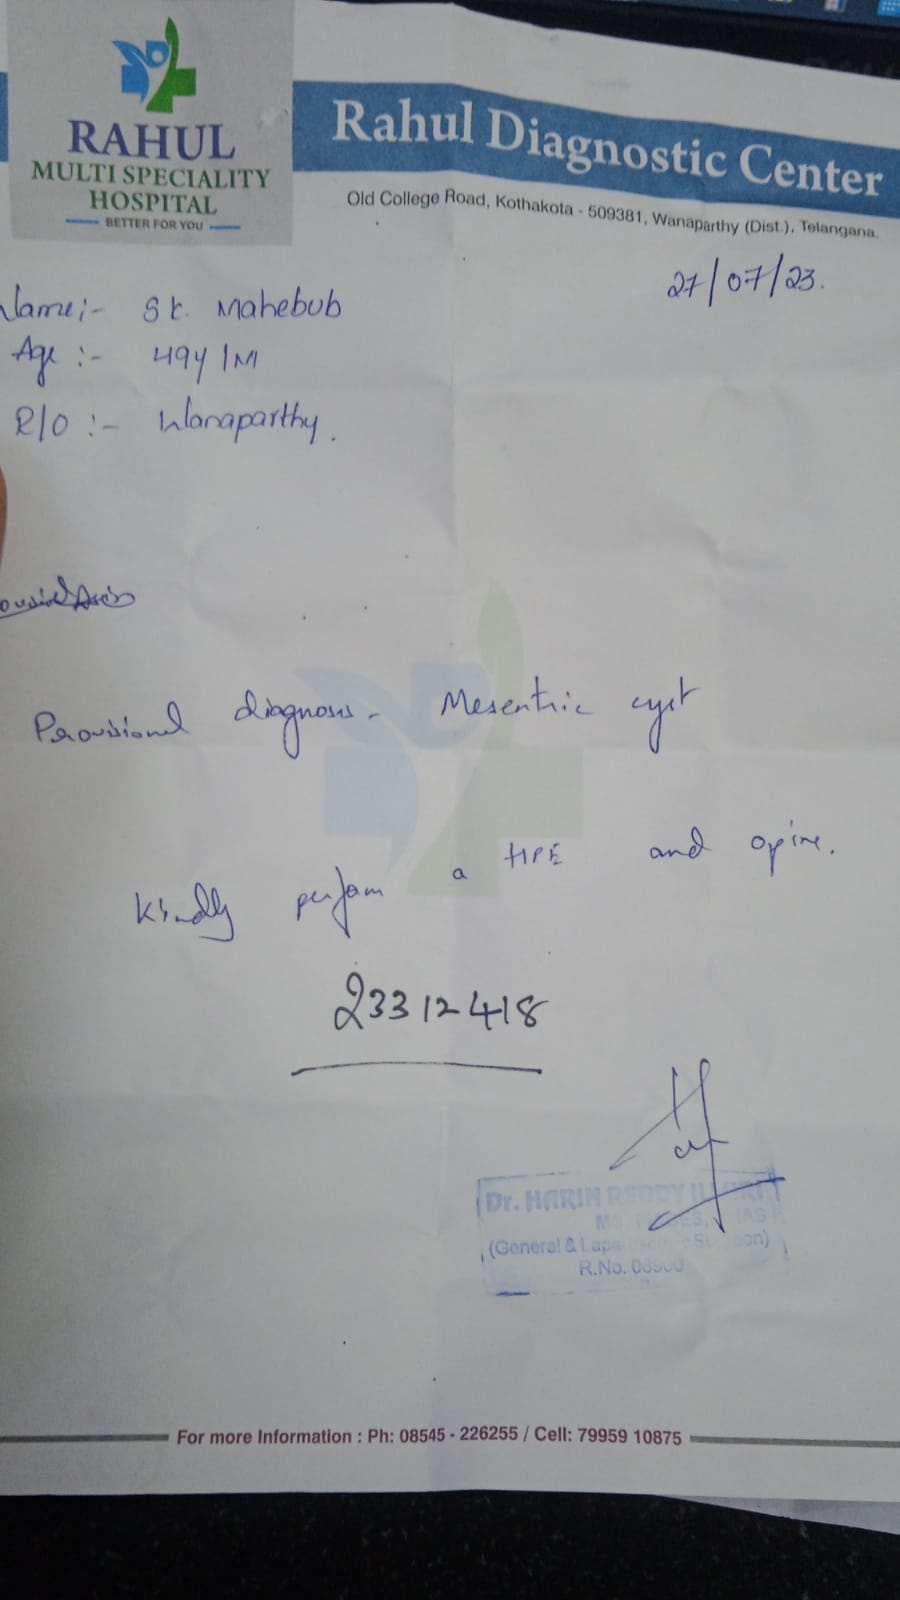 RAHUL
MULTI SPECIALITY
HOSPITAL
BETTER FOR YOU
Rahul Diagnostic Center
Old College Road, Kothakota - 509381, Wanaparthy (Dist.), Telangana.
27/07/23.
Name:- Sk. Mahebub
Age :- 49y/M
R/O :- Wanaparthy.
Provisional diagnosis - Mesentric cyst
Kindly perform a HPE and opine.
23312418
Dr. HARIN REDDY
(General &
R.No.
For more Information : Ph: 08545 - 226255 / Cell: 79959 10875